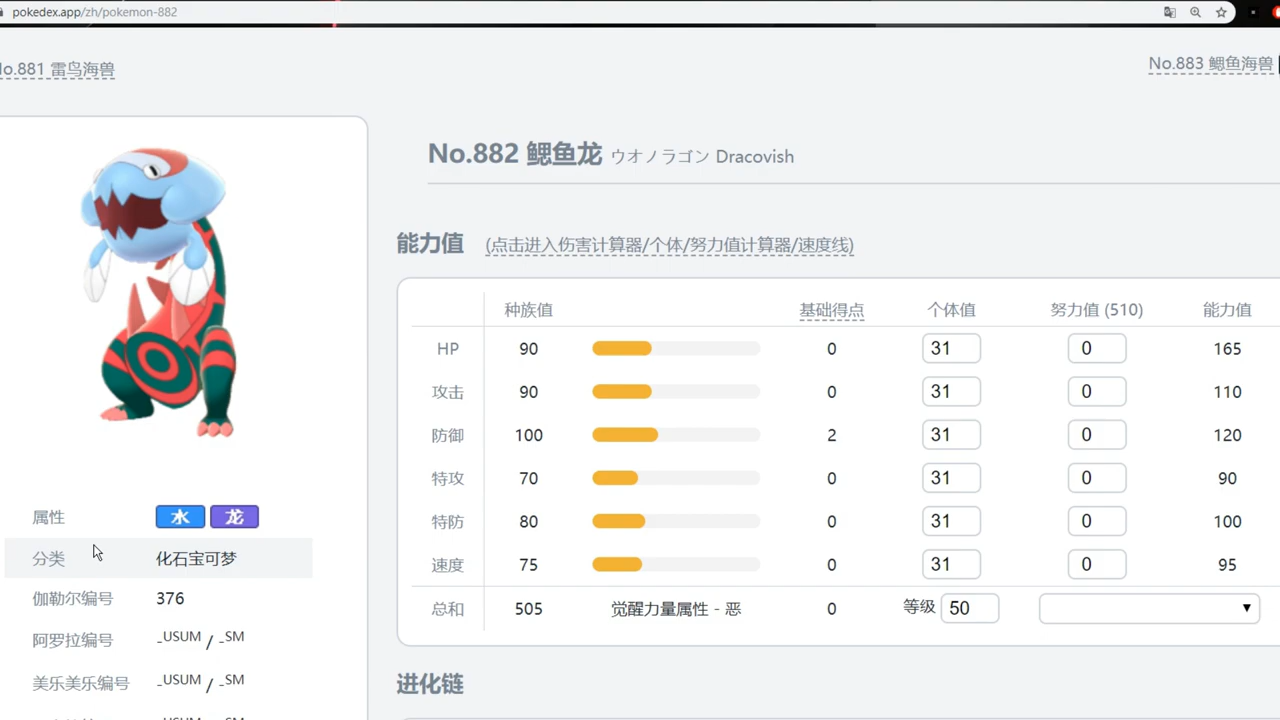 pokedex.app/zh/pokemon-882
No.881 雷鸟海兽
No.883 鳃鱼海兽
No.882 鳃鱼龙 ウオノラゴン Dracovish
能力值 (点击进入伤害计算器/个体/努力值计算器/速度线)
种族值 基础得点 个体值 努力值 (510) 能力值
HP 90 0 31 0 165
攻击 90 0 31 0 110
防御 100 2 31 0 120
特攻 70 0 31 0 90
特防 80 0 31 0 100
速度 75 0 31 0 95
总和 505 觉醒力量属性 - 恶 0 等级 50
进化链
属性 水 龙
分类 化石宝可梦
伽勒尔编号 376
阿罗拉编号 -USUM / -SM
美乐美乐编号 -USUM / -SM